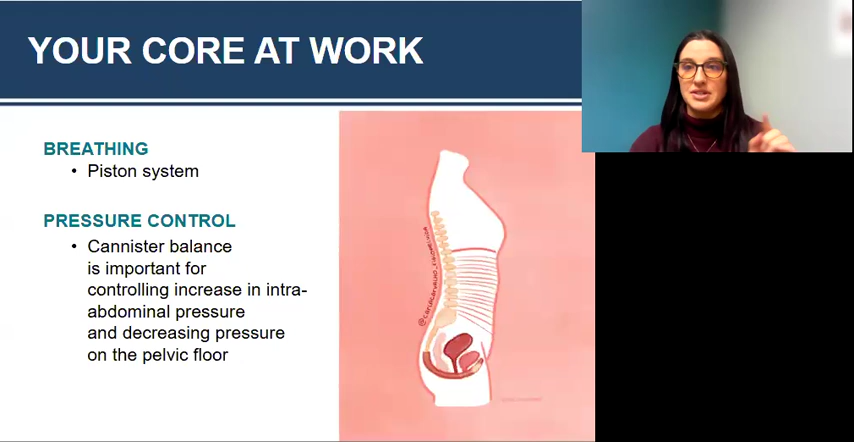 YOUR CORE AT WORK
BREATHING
• Piston system
PRESSURE CONTROL
• Cannister balance
is important for
controlling increase in intra-
abdominal pressure
and decreasing pressure
on the pelvic floor